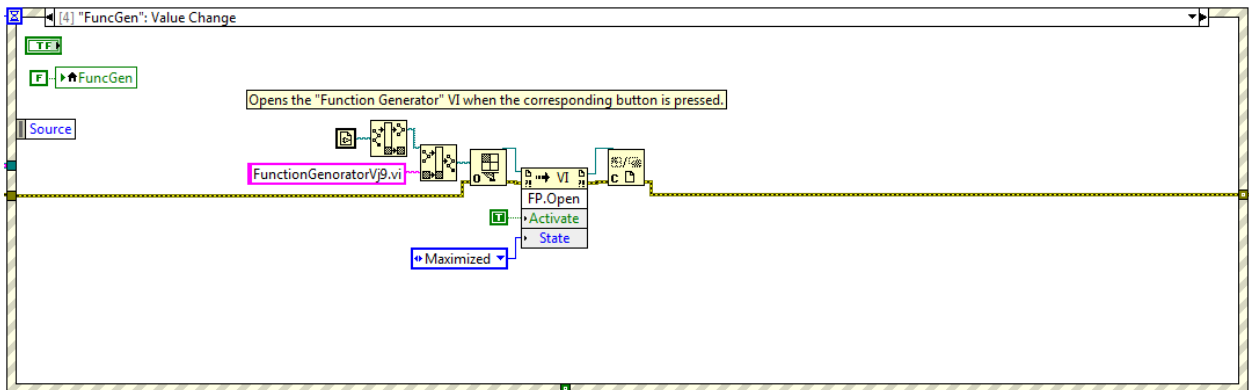 [4] "FuncGen": Value Change
TF
F FuncGen
Opens the "Function Generator" VI when the corresponding button is pressed.
Source
FunctionGenoratorVj9.vi
VI
FP.Open
T Activate
State
Maximized
O
C